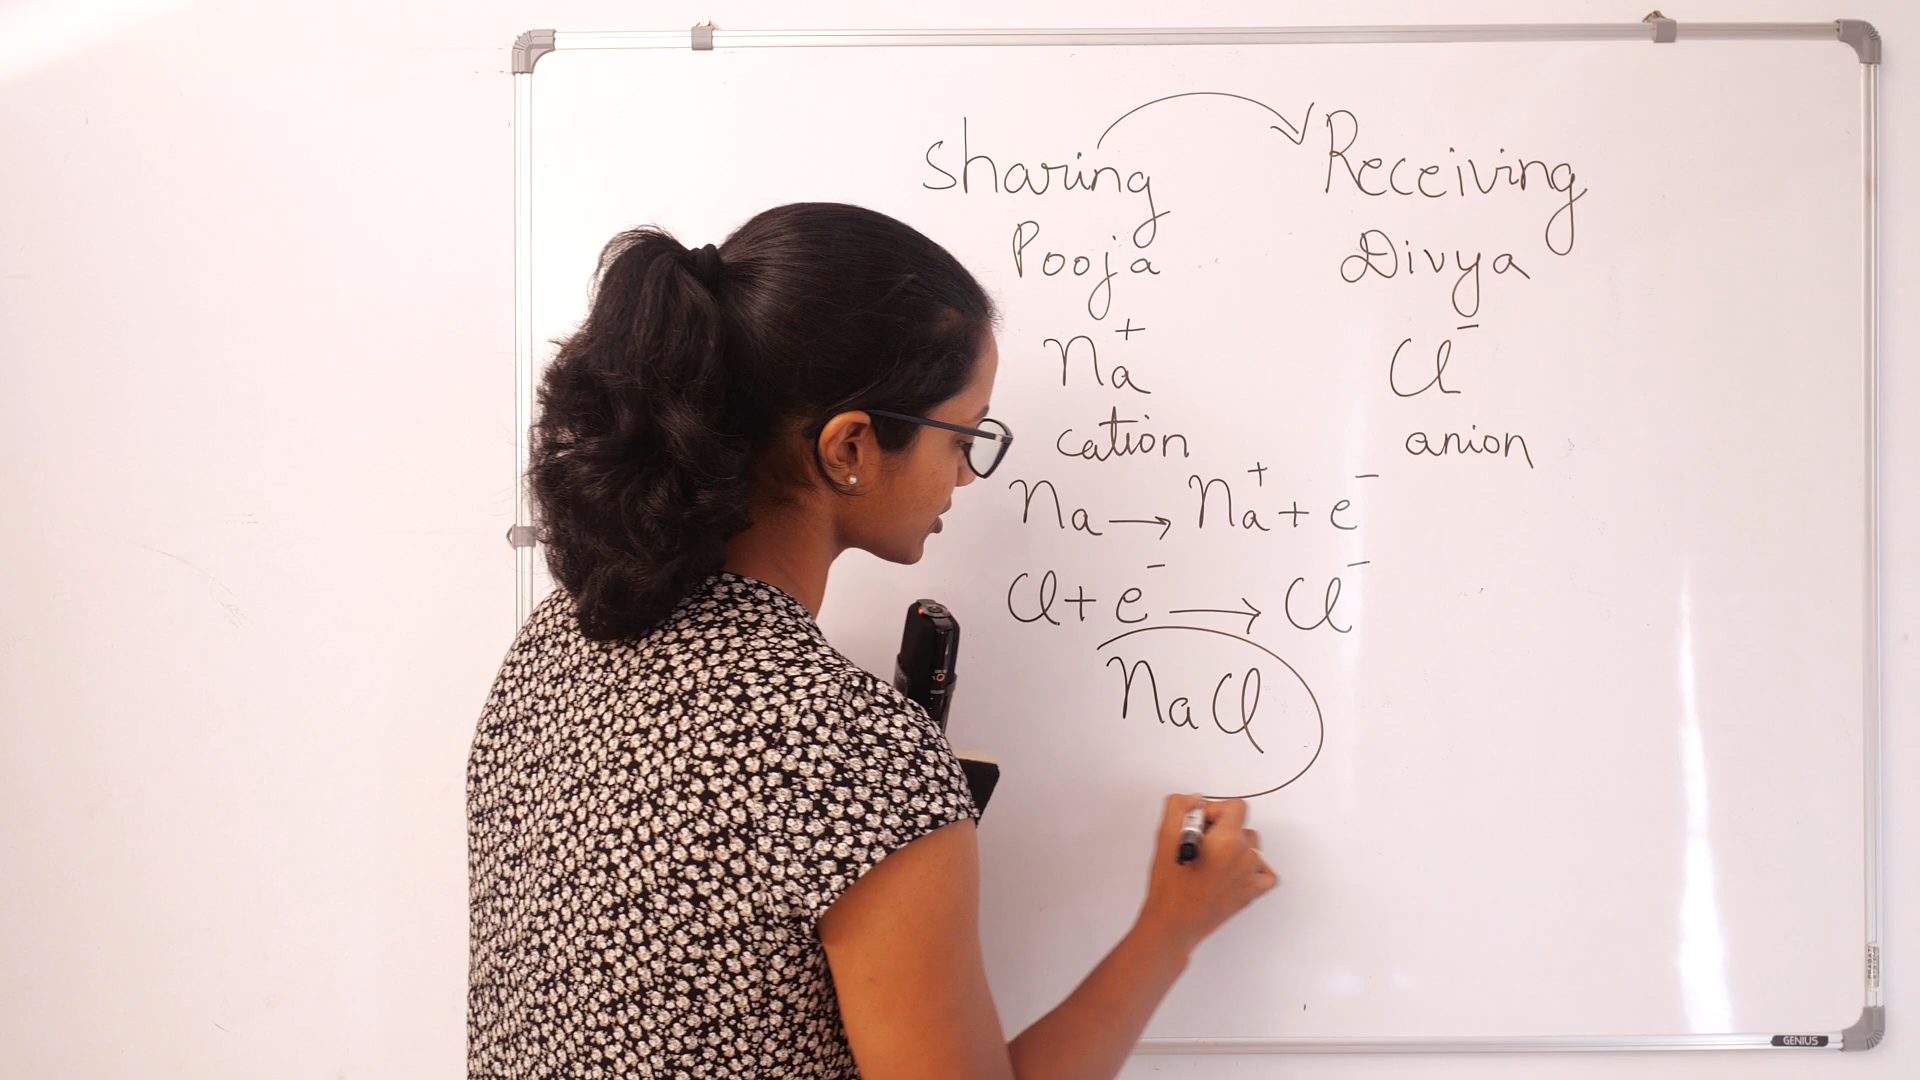 Sharing Receiving
Pooja Divya
Na⁺ Cl⁻
cation anion
Na → Na⁺ + e⁻
Cl + e⁻ → Cl⁻
NaCl
GENIUS